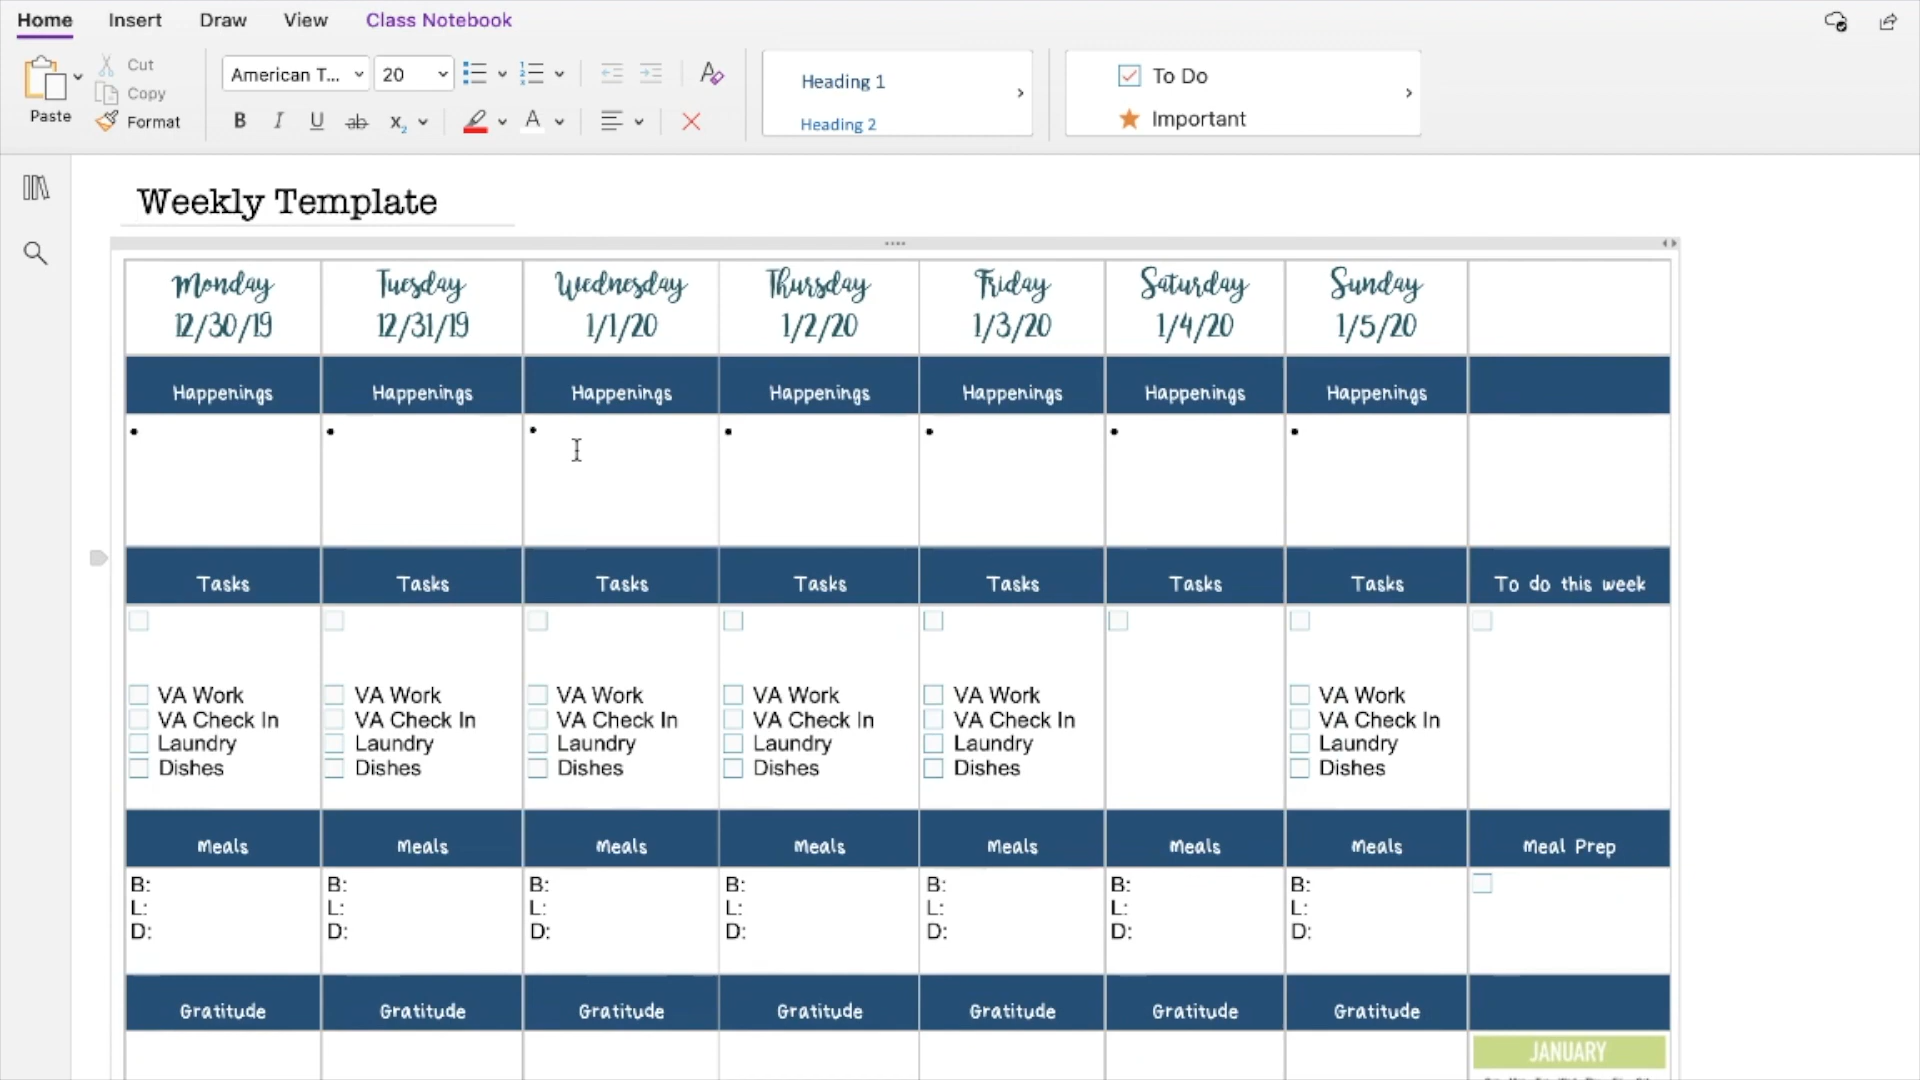 Home Insert Draw View Class Notebook
Paste
Cut
Copy
Format
American T... 20
B I U ab x₂ A
Heading 1
Heading 2
To Do
Important
Weekly Template
Monday Tuesday Wednesday Thursday Friday Saturday Sunday
12/30/19 12/31/19 1/1/20 1/2/20 1/3/20 1/4/20 1/5/20
Happenings Happenings Happenings Happenings Happenings Happenings Happenings
• • • • • • •
Tasks Tasks Tasks Tasks Tasks Tasks Tasks To do this week
VA Work VA Work VA Work VA Work VA Work VA Work
VA Check In VA Check In VA Check In VA Check In VA Check In VA Check In
Laundry Laundry Laundry Laundry Laundry Laundry
Dishes Dishes Dishes Dishes Dishes Dishes
Meals Meals Meals Meals Meals Meals Meals Meal Prep
B: B: B: B: B: B: B:
L: L: L: L: L: L: L:
D: D: D: D: D: D: D:
Gratitude Gratitude Gratitude Gratitude Gratitude Gratitude Gratitude
JANUARY